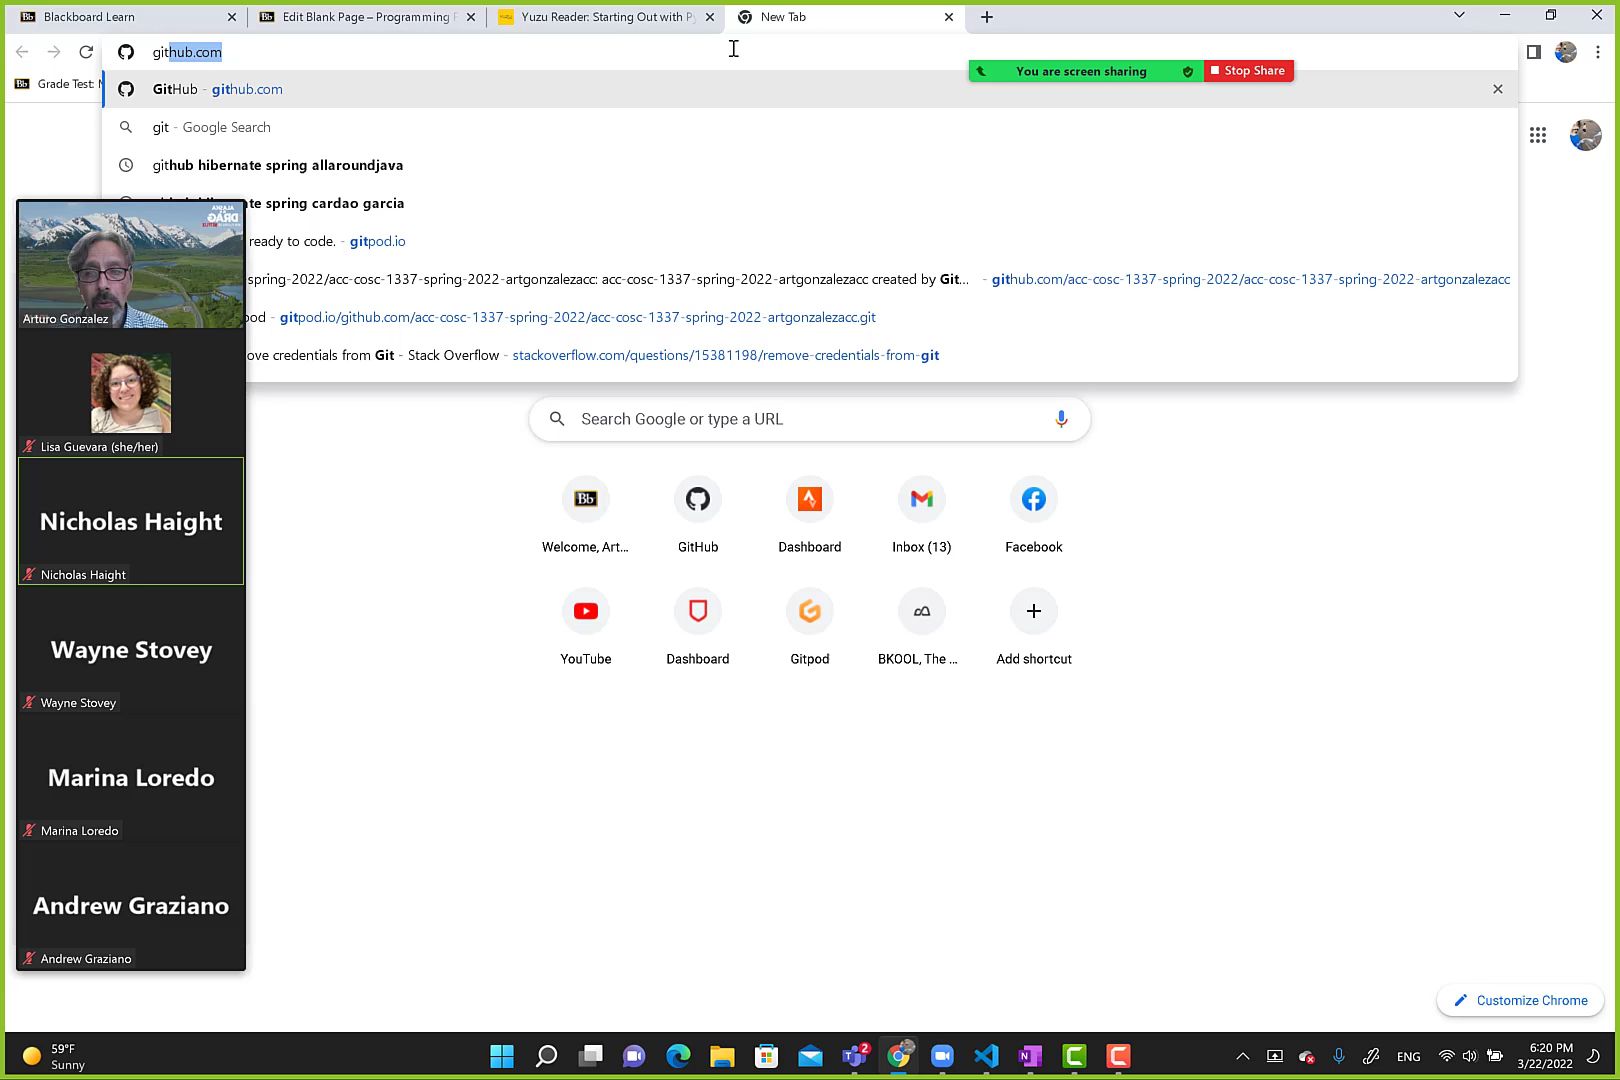 Blackboard Learn
Edit Blank Page – Programming F
Yuzu Reader: Starting Out with Py
New Tab
github.com
Grade Test:
You are screen sharing
Stop Share
GitHub - github.com
git - Google Search
github hibernate spring allaroundjava
te spring cardao garcia
ready to code. - gitpod.io
spring-2022/acc-cosc-1337-spring-2022-artgonzalezacc: acc-cosc-1337-spring-2022-artgonzalezacc created by Git... - github.com/acc-cosc-1337-spring-2022/acc-cosc-1337-spring-2022-artgonzalezacc
pod - gitpod.io/github.com/acc-cosc-1337-spring-2022/acc-cosc-1337-spring-2022-artgonzalezacc.git
ove credentials from Git - Stack Overflow - stackoverflow.com/questions/15381198/remove-credentials-from-git
Arturo Gonzalez
Lisa Guevara (she/her)
Nicholas Haight
Nicholas Haight
Wayne Stovey
Wayne Stovey
Marina Loredo
Marina Loredo
Andrew Graziano
Andrew Graziano
Search Google or type a URL
Bb
Welcome, Art...
GitHub
Dashboard
Inbox (13)
Facebook
YouTube
Dashboard
Gitpod
BKOOL, The ...
Add shortcut
Customize Chrome
59°F
Sunny
2
ENG
6:20 PM
3/22/2022